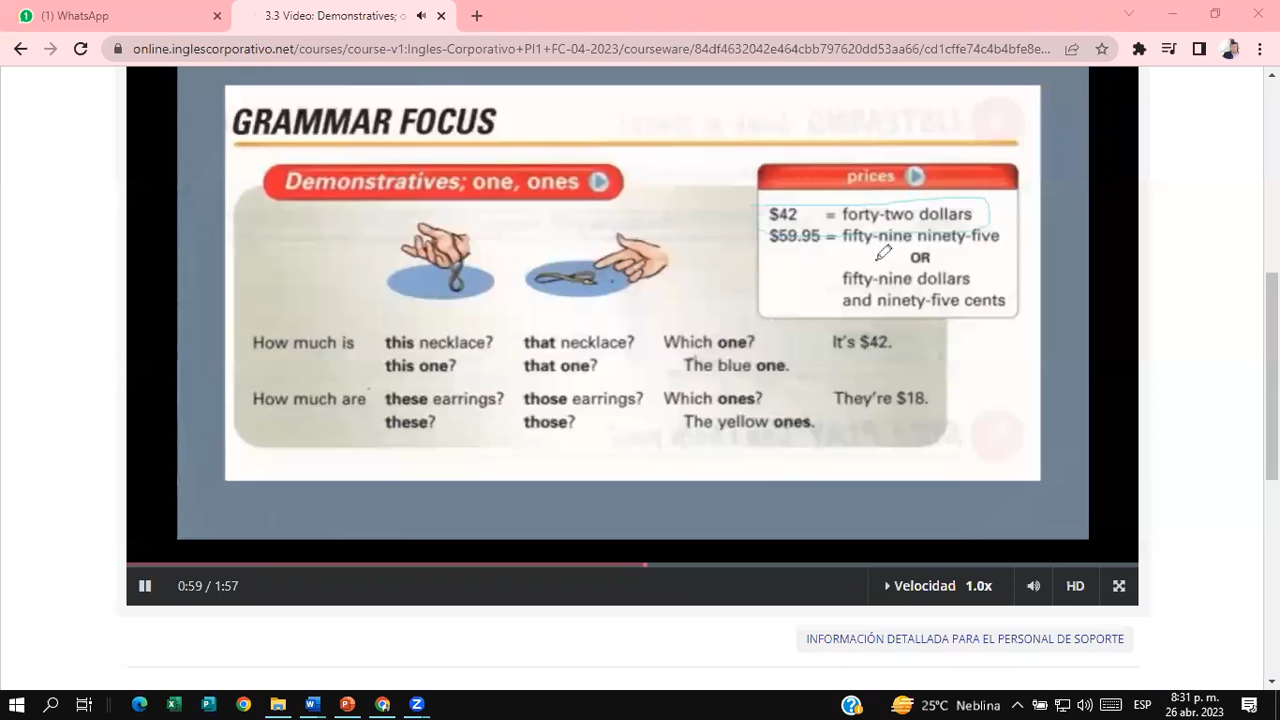 (1) WhatsApp
3.3 Video: Demonstratives; o
online.inglescorporativo.net/courses/course-v1:Ingles-Corporativo+PI1+FC-04-2023/courseware/84df4632042e464cbb97620dd53aa66/cd1cffe74c4b4bfe8e...
GRAMMAR FOCUS
Demonstratives; one, ones
prices
$42 = forty-two dollars
$59.95 = fifty-nine ninety-five
OR
fifty-nine dollars
and ninety-five cents
How much is this necklace? that necklace? Which one? It's $42.
this one? that one? The blue one.
How much are these earrings? those earrings? Which ones? They're $18.
these? those? The yellow ones.
0:59 / 1:57
Velocidad 1.0x
HD
INFORMACIÓN DETALLADA PARA EL PERSONAL DE SOPORTE
25°C Neblina
ESP
8:31 p. m.
26 abr. 2023